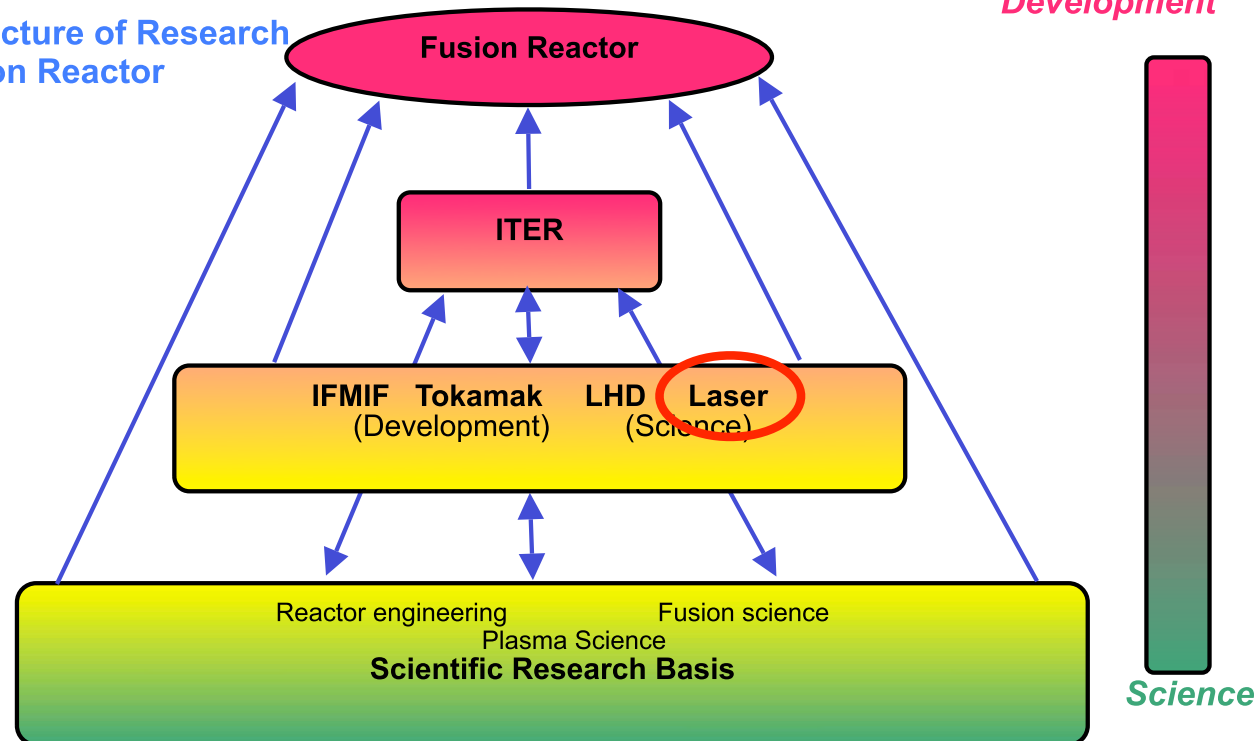 Development
cture of Research
on Reactor
Fusion Reactor
ITER
IFMIF Tokamak LHD Laser
(Development) (Science)
Reactor engineering Fusion science
Plasma Science
Scientific Research Basis
Science